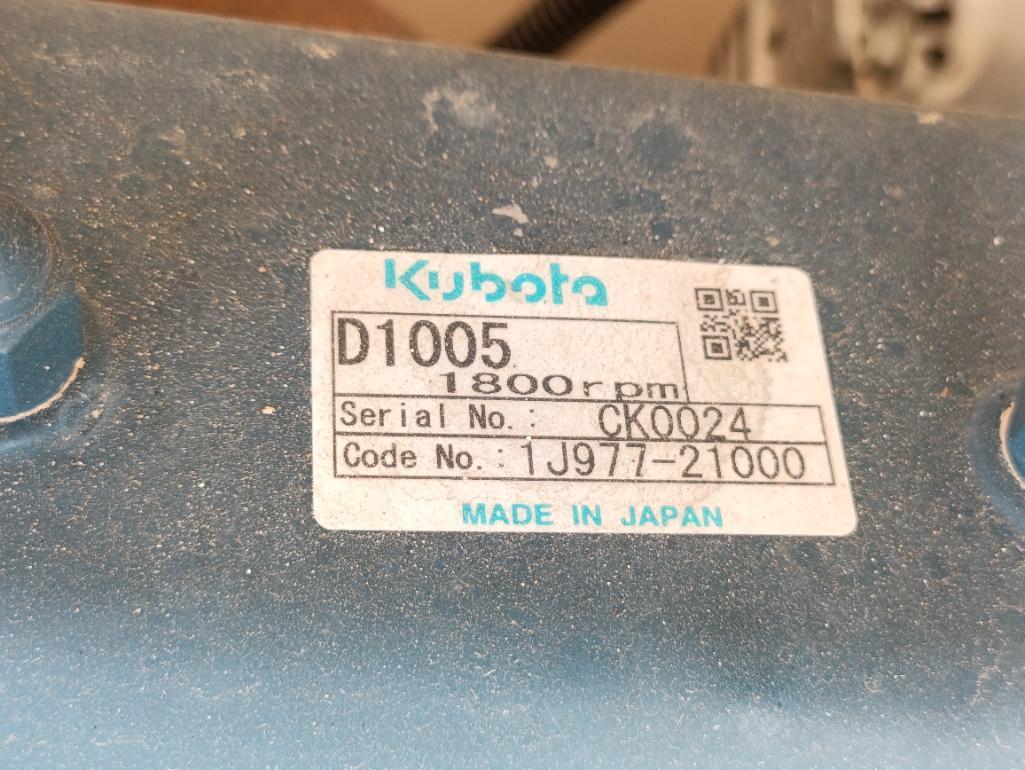 Kubota
D1005
1800rpm
Serial No.: CK0024
Code No.: 1J977-21000
MADE IN JAPAN